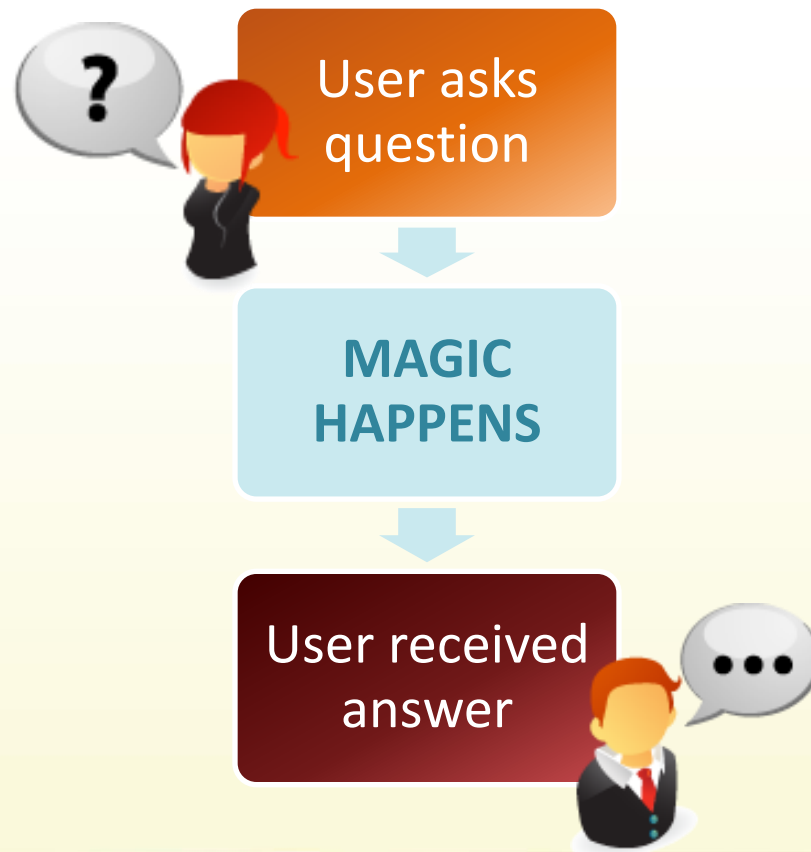 ?
User asks
question
MAGIC
HAPPENS
User received
answer
...